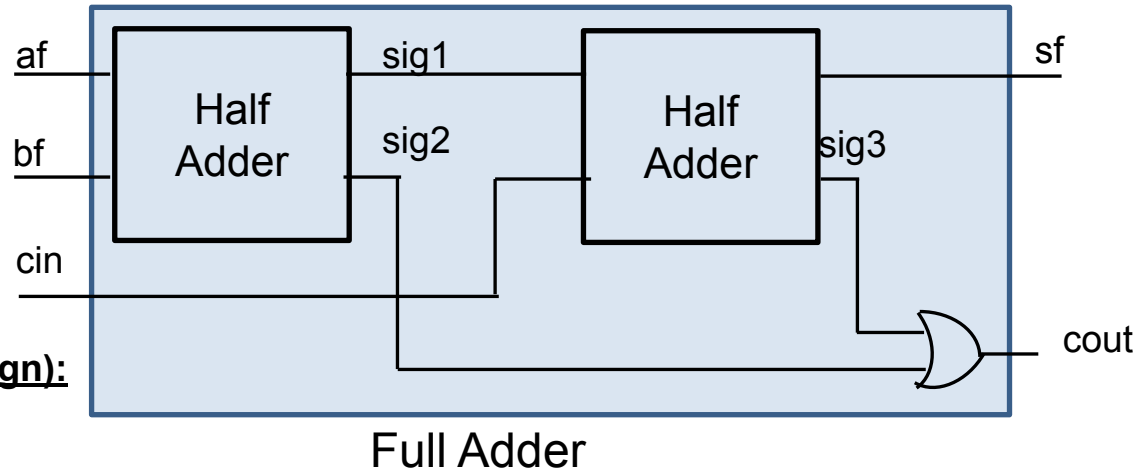 af
sig1
sf
Half
Adder
Half
Adder
bf
sig2
sig3
cin
cout
gn):
Full Adder